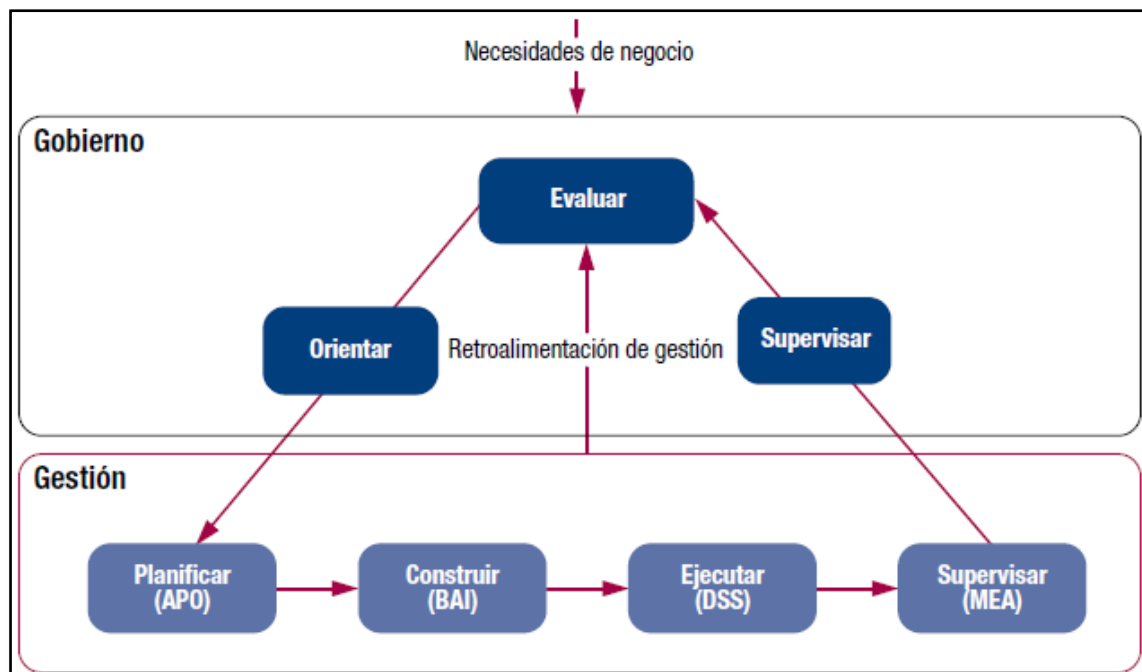 Necesidades de negocio
Gobierno
Evaluar
Orientar
Retroalimentación de gestión
Supervisar
Gestión
Planificar
(APO)
Construir
(BAI)
Ejecutar
(DSS)
Supervisar
(MEA)